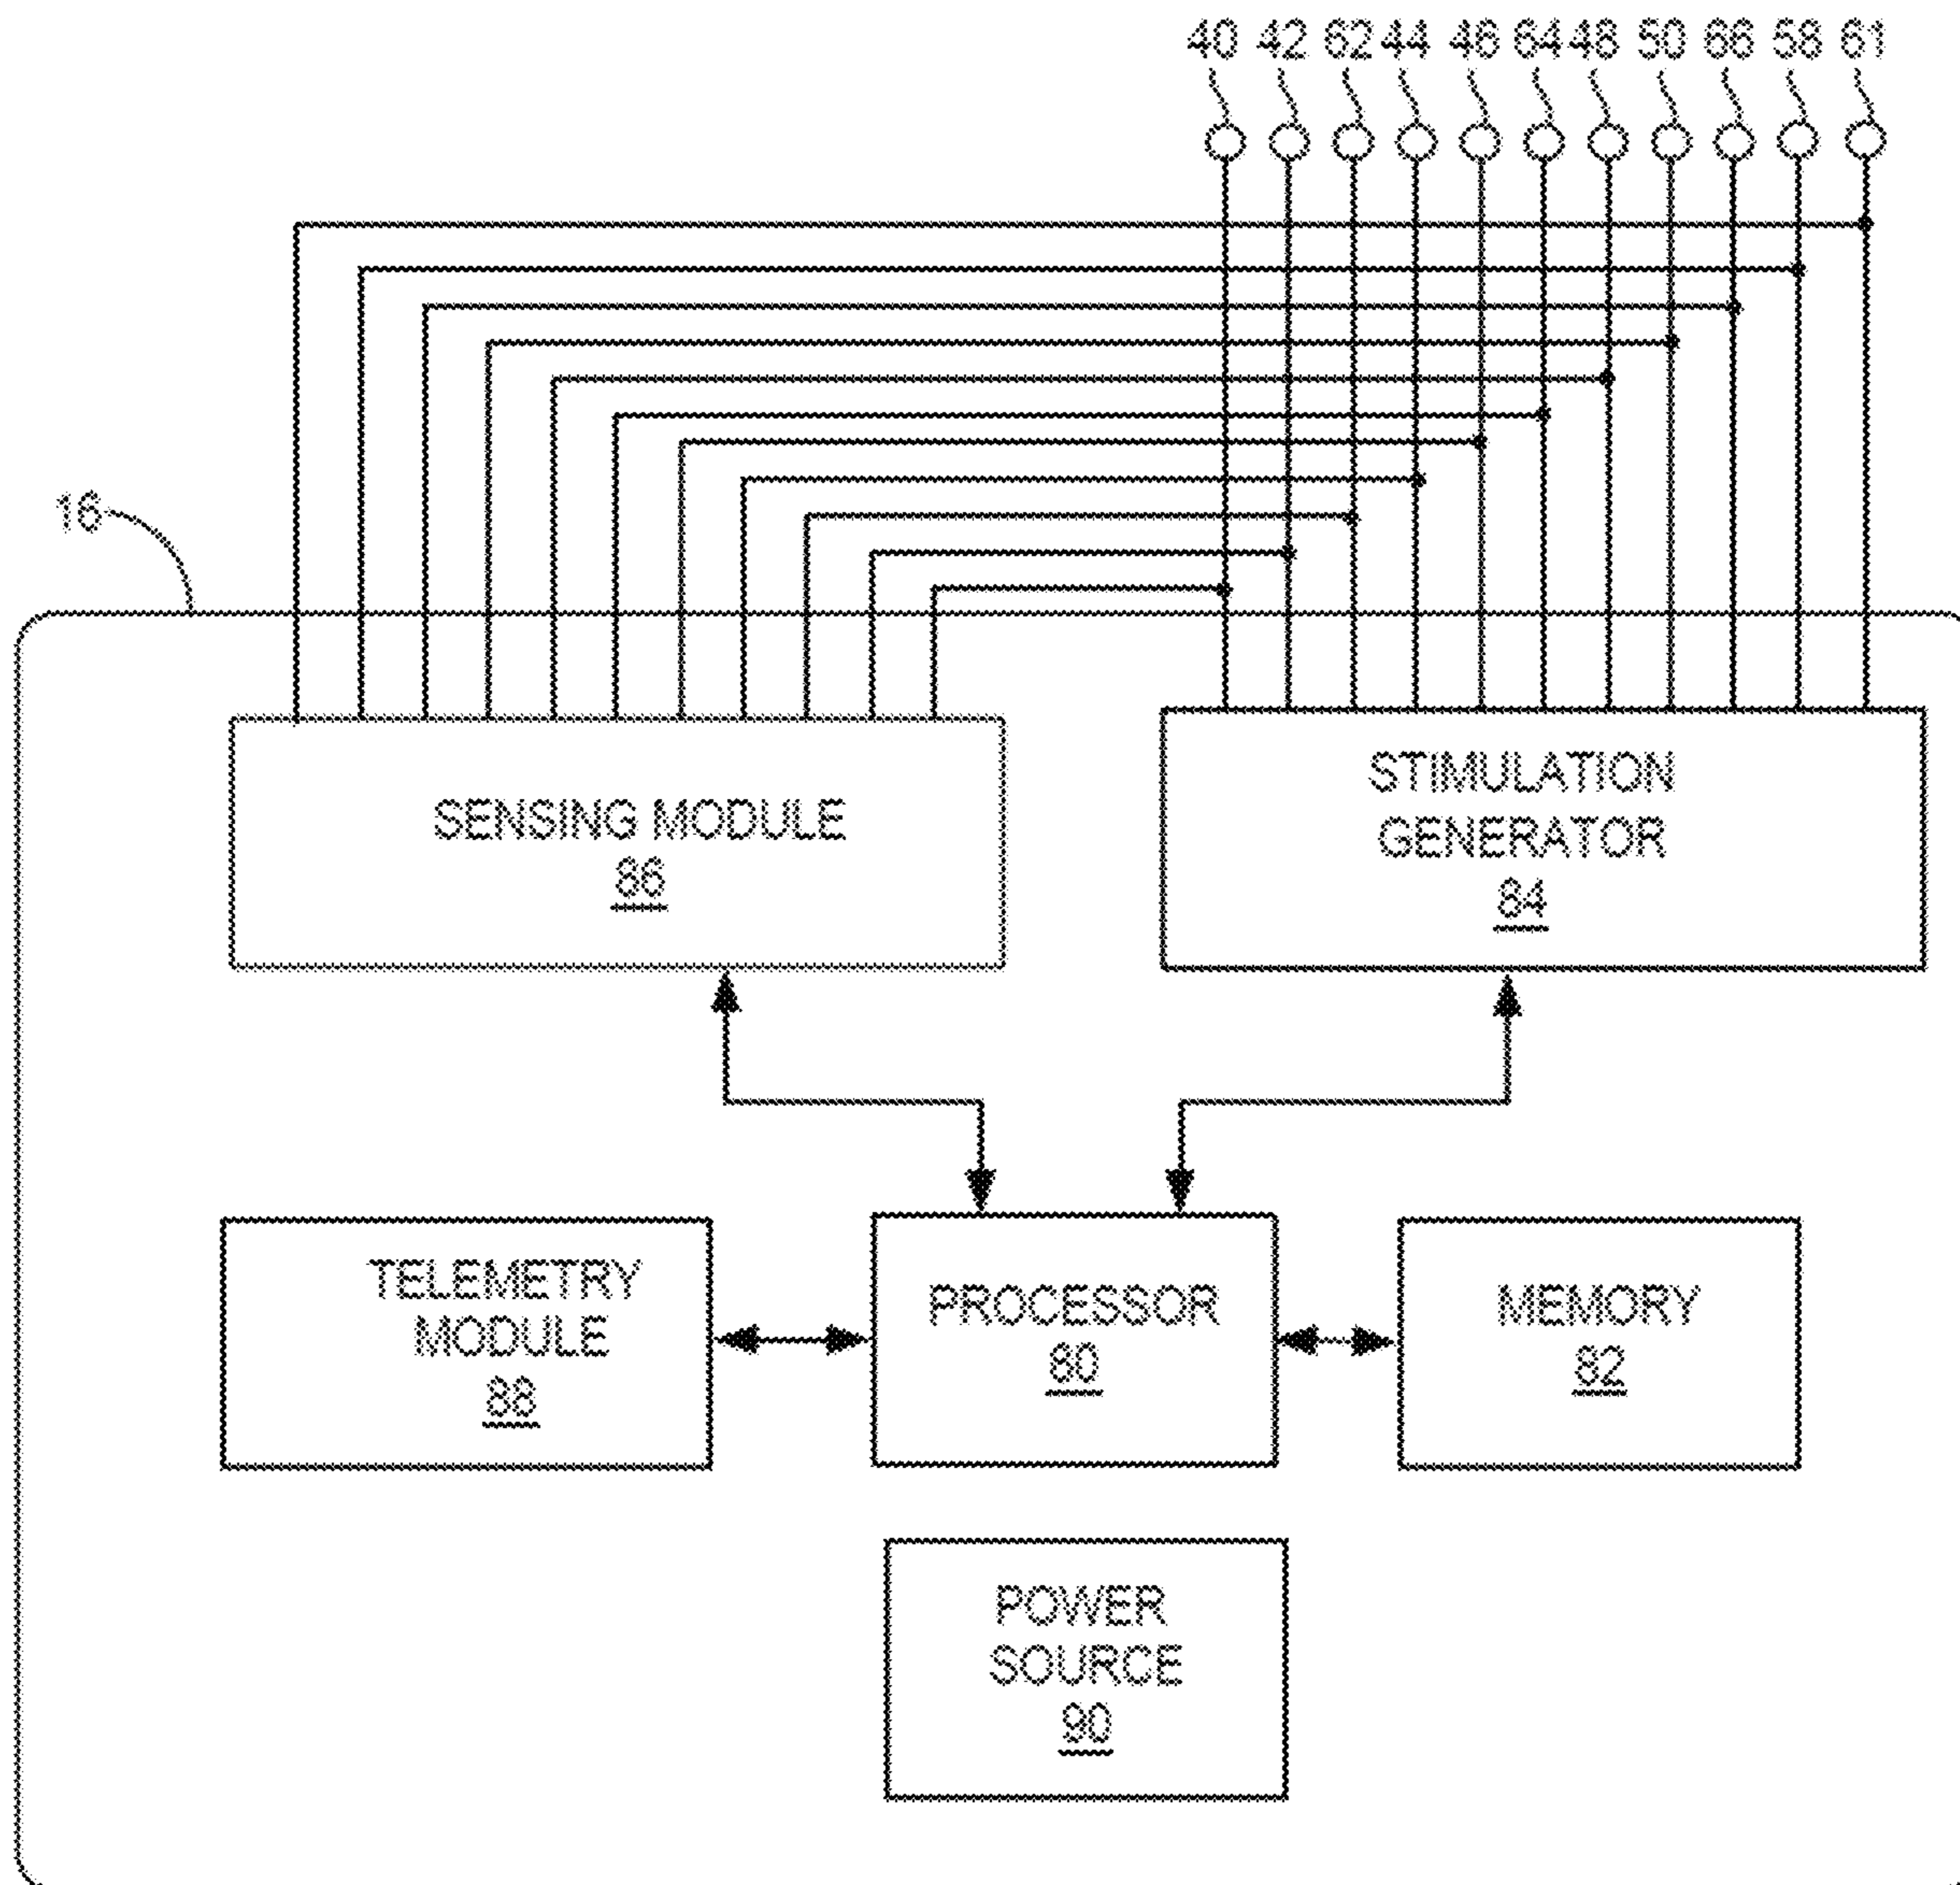 40 42 62 44 46 64 48 50 66 58 61
16
SENSING MODULE
86
STIMULATION
GENERATOR
84
TELEMETRY
MODULE
88
PROCESSOR
80
MEMORY
82
POWER
SOURCE
90